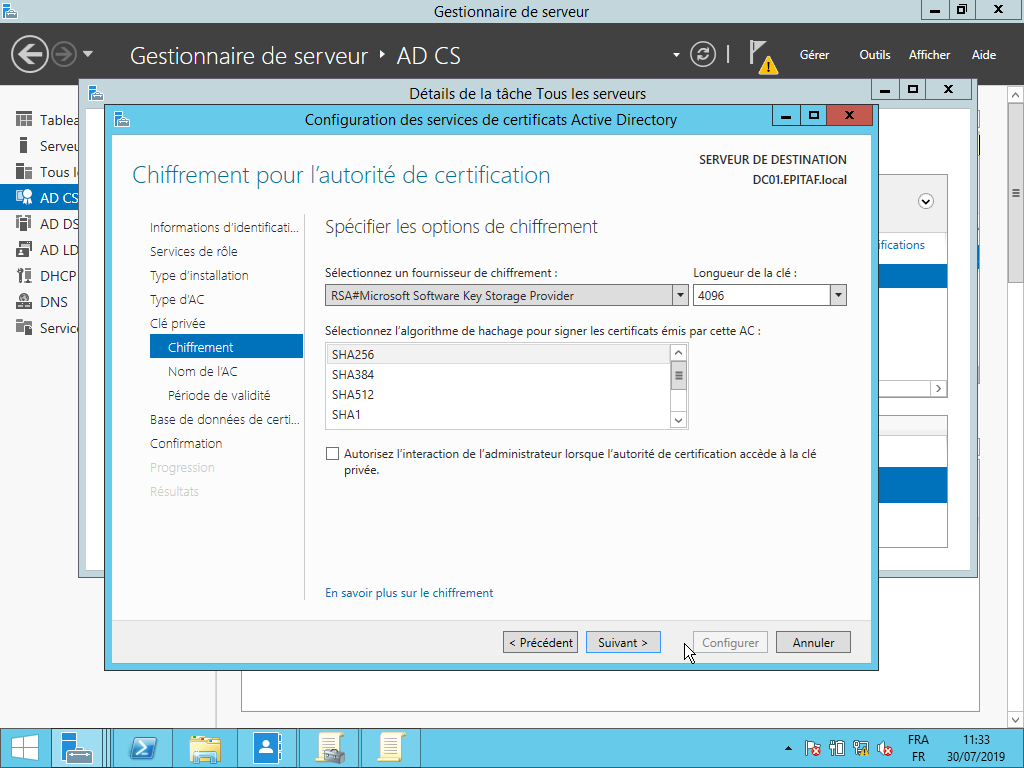 Gestionnaire de serveur
Gestionnaire de serveur
AD CS
Gérer
Outils
Afficher
Aide
Détails de la tâche Tous les serveurs
Configuration des services de certificats Active Directory
AD CS
AD DS
AD LD
DHCP
DNS
Chiffrement pour l'autorité de certification
SERVEUR DE DESTINATION
DC01.EPITAF.local
Informations d'identificati...
Services de rôle
Type d'installation
Type d'AC
Clé privée
Chiffrement
Nom de l'AC
Période de validité
Base de données de certi...
Confirmation
Progression
Résultats
Spécifier les options de chiffrement
Sélectionnez un fournisseur de chiffrement :
Longueur de la clé :
RSA#Microsoft Software Key Storage Provider
4096
Sélectionnez l'algorithme de hachage pour signer les certificats émis par cette AC :
SHA256
SHA384
SHA512
SHA1
Autorisez l'interaction de l'administrateur lorsque l'autorité de certification accède à la clé
privée.
En savoir plus sur le chiffrement
< Précédent
Suivant >
Configurer
Annuler
FRA
FR
11:33
30/07/2019